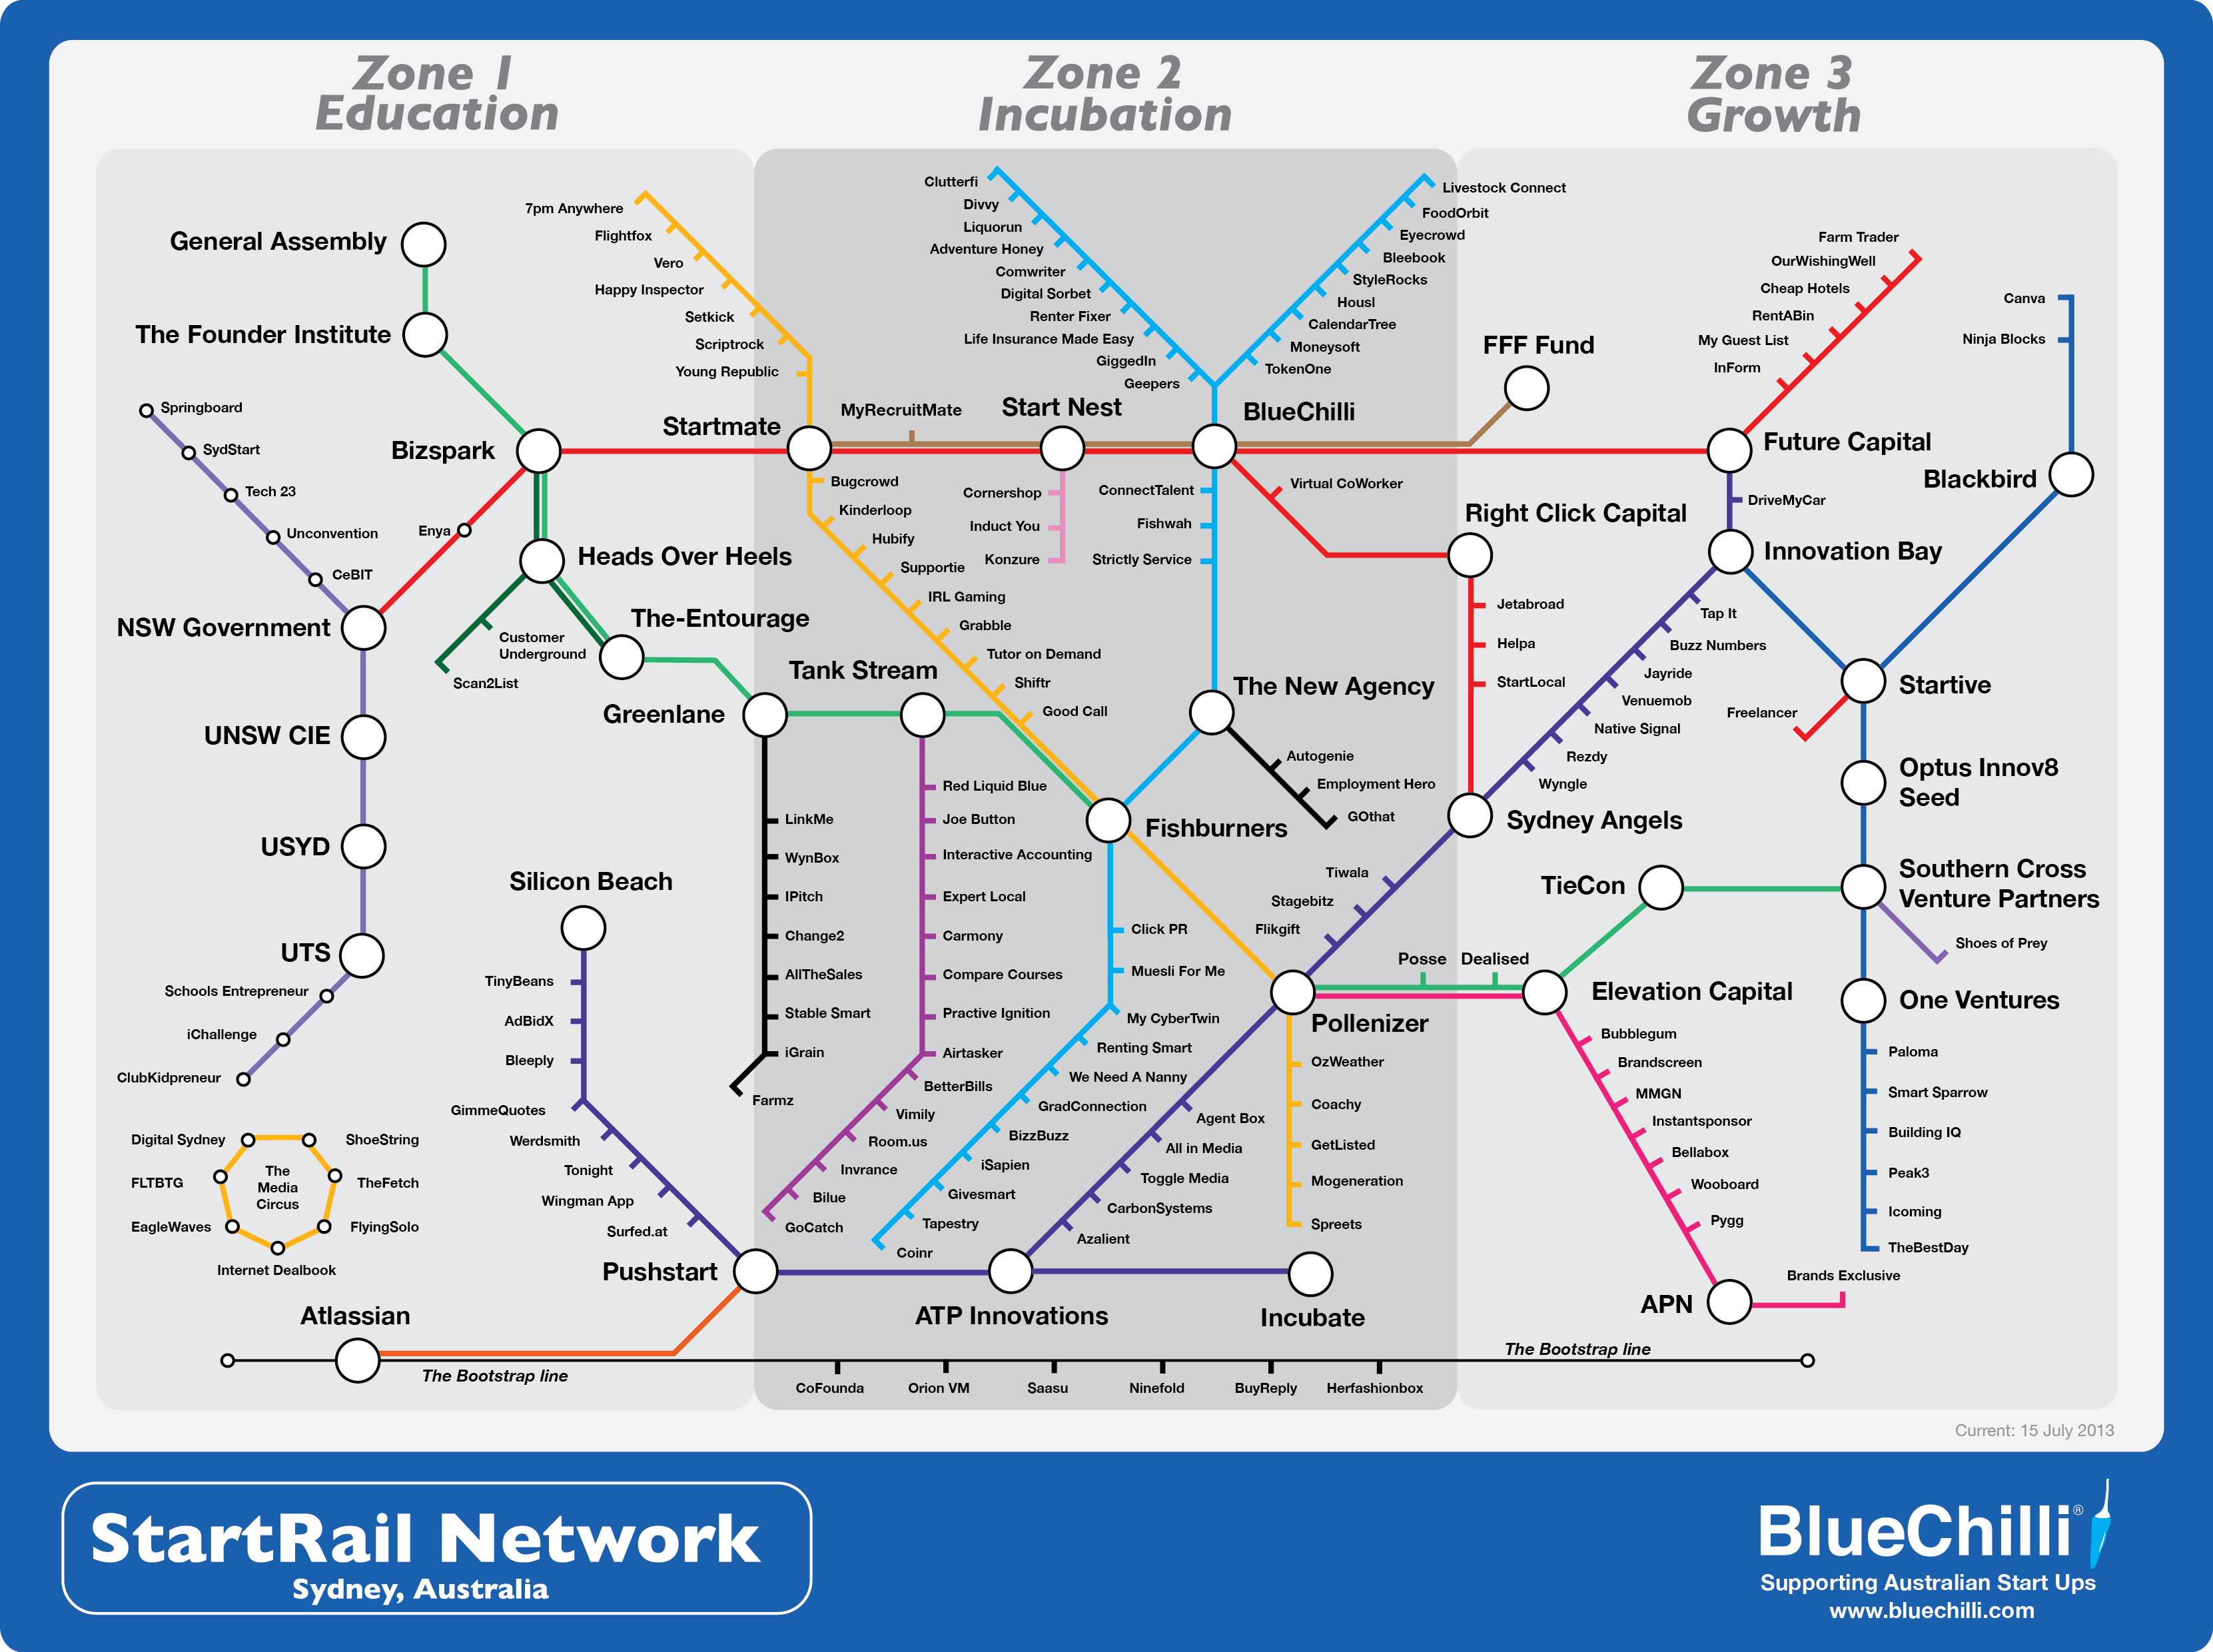 Zone 1
Education
Zone 2
Incubation
Zone 3
Growth
General Assembly
The Founder Institute
Springboard
SydStart
Tech 23
Unconvention
CeBIT
Bizspark
Enya
NSW Government
UNSW CIE
USYD
UTS
Schools Entrepreneur
iChallenge
ClubKidpreneur
Heads Over Heels
Customer
Underground
Scan2List
The-Entourage
Greenlane
Digital Sydney
ShoeString
FLTBTG
The
Media
Circus
TheFetch
EagleWaves
FlyingSolo
Internet Dealbook
Silicon Beach
TinyBeans
AdBidX
Bleeply
GimmeQuotes
Werdsmith
Tonight
Wingman App
Surfed.at
Pushstart
Atlassian
The Bootstrap line
7pm Anywhere
Flightfox
Vero
Happy Inspector
Setkick
Scriptrock
Young Republic
Startmate
MyRecruitMate
Bugcrowd
Kinderloop
Hubify
Supportie
IRL Gaming
Grabble
Tutor on Demand
Shiftr
Good Call
Start Nest
Cornershop
Induct You
Konzure
Clutterfi
Divvy
Liquorun
Adventure Honey
Comwriter
Digital Sorbet
Renter Fixer
Life Insurance Made Easy
GiggedIn
Geepers
Livestock Connect
FoodOrbit
Eyecrowd
Bleebook
StyleRocks
Housl
CalendarTree
Moneysoft
TokenOne
BlueChilli
ConnectTalent
Fishwah
Strictly Service
Virtual CoWorker
The New Agency
Autogenie
Employment Hero
GOthat
Tank Stream
LinkMe
WynBox
IPitch
Change2
AllTheSales
Stable Smart
iGrain
Farmz
Red Liquid Blue
Joe Button
Interactive Accounting
Expert Local
Carmony
Compare Courses
Practive Ignition
Airtasker
BetterBills
Vimily
Room.us
Invrance
Bilue
GoCatch
Fishburners
Click PR
Muesli For Me
My CyberTwin
Renting Smart
We Need A Nanny
GradConnection
BizzBuzz
iSapien
Givesmart
Tapestry
Coinr
Tiwala
Stagebitz
Flikgift
Pollenizer
OzWeather
Coachy
GetListed
Mogeneration
Spreets
Agent Box
All in Media
Toggle Media
CarbonSystems
Azalient
ATP Innovations
Incubate
CoFounda
Orion VM
Saasu
Ninefold
BuyReply
Herfashionbox
FFF Fund
Right Click Capital
Jetabroad
Helpa
StartLocal
Sydney Angels
Farm Trader
OurWishingWell
Cheap Hotels
RentABin
My Guest List
InForm
Future Capital
DriveMyCar
Innovation Bay
Tap It
Buzz Numbers
Jayride
Venuemob
Native Signal
Rezdy
Wyngle
Canva
Ninja Blocks
Blackbird
Startive
Freelancer
Optus Innov8
Seed
TieCon
Southern Cross
Venture Partners
Shoes of Prey
Posse
Dealised
Elevation Capital
Bubblegum
Brandscreen
MMGN
Instantsponsor
Bellabox
Wooboard
Pygg
APN
Brands Exclusive
One Ventures
Paloma
Smart Sparrow
Building IQ
Peak3
Icoming
TheBestDay
The Bootstrap line
Current: 15 July 2013
StartRail Network
Sydney, Australia
BlueChilli®
Supporting Australian Start Ups
www.bluechilli.com